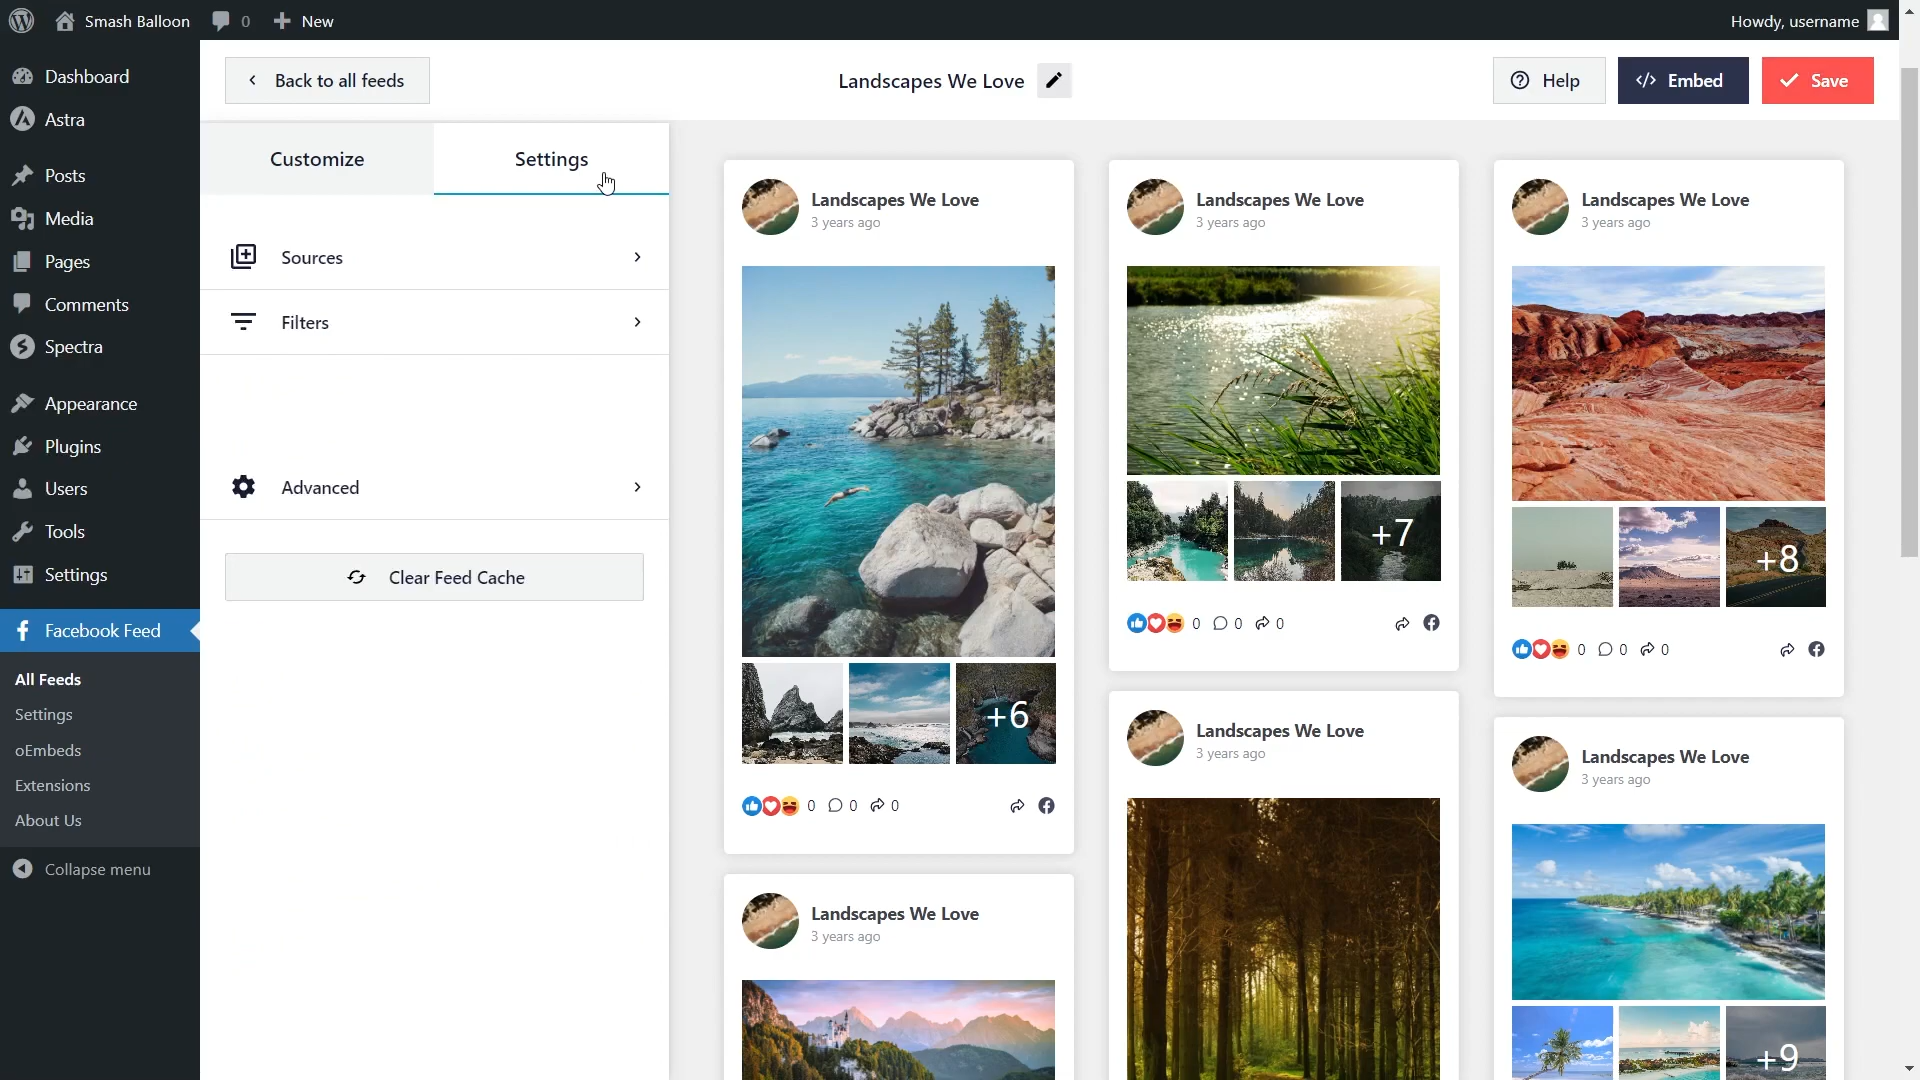 Smash Balloon 0 New Howdy, username
Dashboard
Astra
Posts
Media
Pages
Comments
Spectra
Appearance
Plugins
Users
Tools
Settings
Facebook Feed
All Feeds
Settings
oEmbeds
Extensions
About Us
Collapse menu
Back to all feeds
Landscapes We Love
Help
Embed
Save
Customize
Settings
Sources
Filters
Advanced
Clear Feed Cache
Landscapes We Love
3 years ago
+6
0 0 0
Landscapes We Love
3 years ago
Landscapes We Love
3 years ago
+7
0 0 0
Landscapes We Love
3 years ago
Landscapes We Love
3 years ago
+8
0 0 0
Landscapes We Love
3 years ago
+9